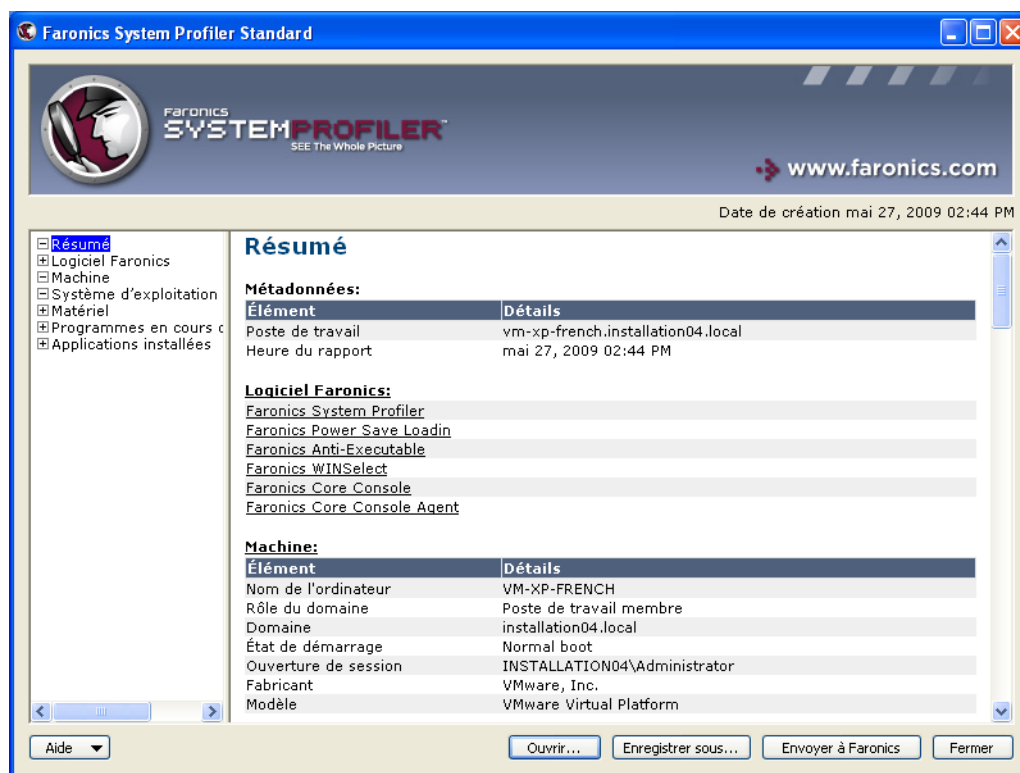 Faronics System Profiler Standard
Faronics
SYSTEMPROFILER™
SEE The Whole Picture
www.faronics.com
Date de création mai 27, 2009 02:44 PM
Résumé
Logiciel Faronics
Machine
Système d'exploitation
Matériel
Programmes en cours d
Applications installées
Résumé
Métadonnées:
Élément Détails
Poste de travail vm-xp-french.installation04.local
Heure du rapport mai 27, 2009 02:44 PM
Logiciel Faronics:
Faronics System Profiler
Faronics Power Save Loadin
Faronics Anti-Executable
Faronics WINSelect
Faronics Core Console
Faronics Core Console Agent
Machine:
Élément Détails
Nom de l'ordinateur VM-XP-FRENCH
Rôle du domaine Poste de travail membre
Domaine installation04.local
État de démarrage Normal boot
Ouverture de session INSTALLATION04\Administrator
Fabricant VMware, Inc.
Modèle VMware Virtual Platform
Aide Ouvrir... Enregistrer sous... Envoyer à Faronics Fermer